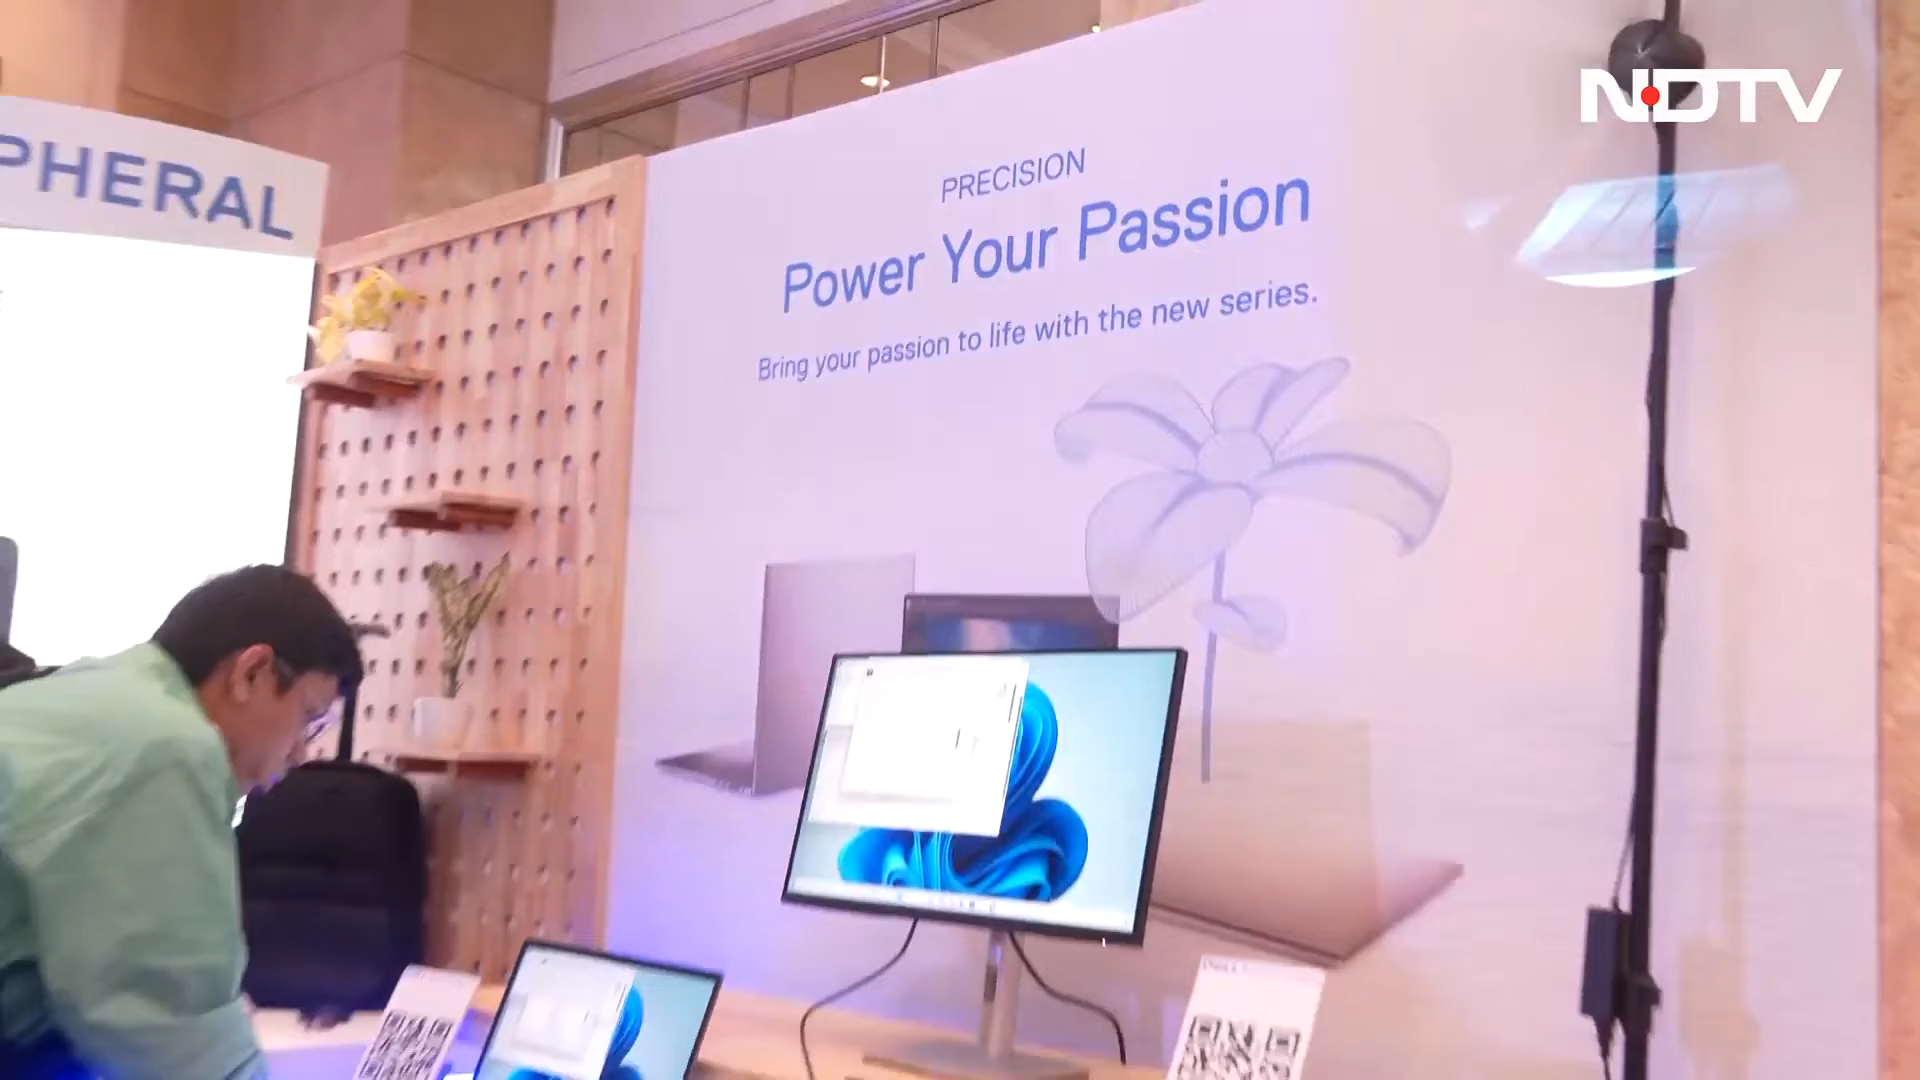 NDTV
PHERAL
PRECISION
Power Your Passion
Bring your passion to life with the new series.